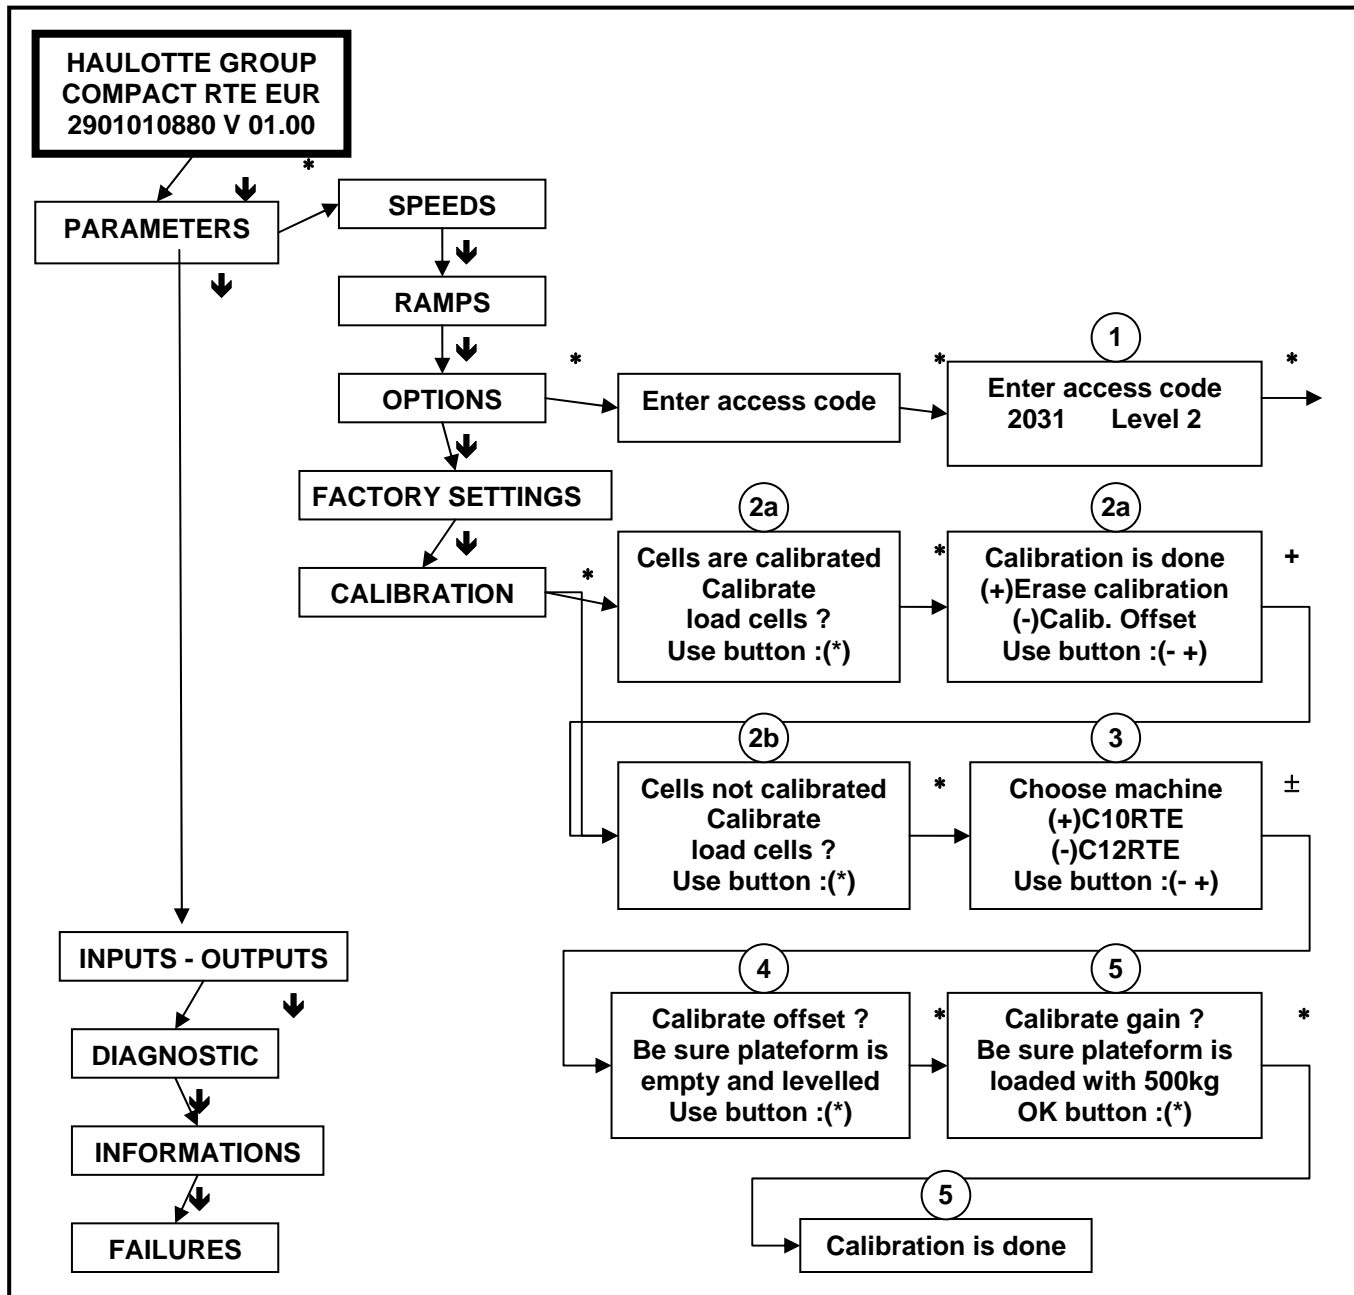 HAULOTTE GROUP
COMPACT RTE EUR
2901010880 V 01.00
*
PARAMETERS
SPEEDS
RAMPS
OPTIONS
*
Enter access code
*
1
Enter access code
2031 Level 2
*
FACTORY SETTINGS
CALIBRATION
*
2a
Cells are calibrated
Calibrate
load cells ?
Use button :(*)
*
2a
Calibration is done
(+)Erase calibration
(-)Calib. Offset
Use button :(- +)
+
2b
Cells not calibrated
Calibrate
load cells ?
Use button :(*)
*
3
Choose machine
(+)C10RTE
(-)C12RTE
Use button :(- +)
±
INPUTS - OUTPUTS
DIAGNOSTIC
INFORMATIONS
FAILURES
4
Calibrate offset ?
Be sure plateform is
empty and levelled
Use button :(*)
*
5
Calibrate gain ?
Be sure plateform is
loaded with 500kg
OK button :(*)
*
5
Calibration is done